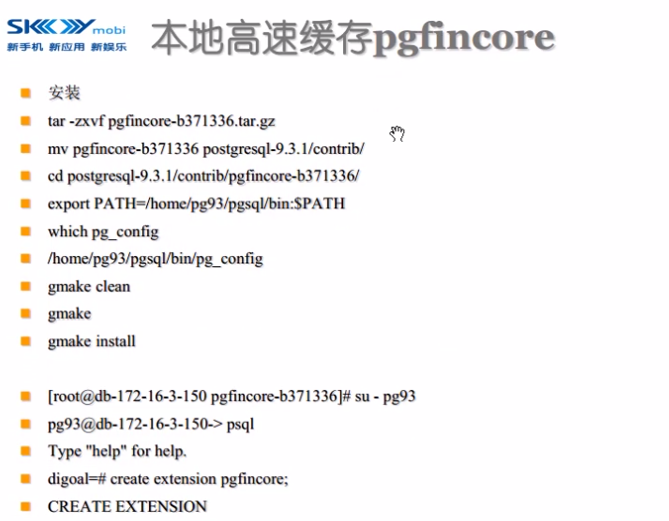 SKYmobi
新手机 新应用 新娱乐
本地高速缓存pgfincore
安装
tar -zxvf pgfincore-b371336.tar.gz
mv pgfincore-b371336 postgresql-9.3.1/contrib/
cd postgresql-9.3.1/contrib/pgfincore-b371336/
export PATH=/home/pg93/pgsql/bin:$PATH
which pg_config
/home/pg93/pgsql/bin/pg_config
gmake clean
gmake
gmake install
[root@db-172-16-3-150 pgfincore-b371336]# su - pg93
pg93@db-172-16-3-150-> psql
Type "help" for help.
digoal=# create extension pgfincore;
CREATE EXTENSION